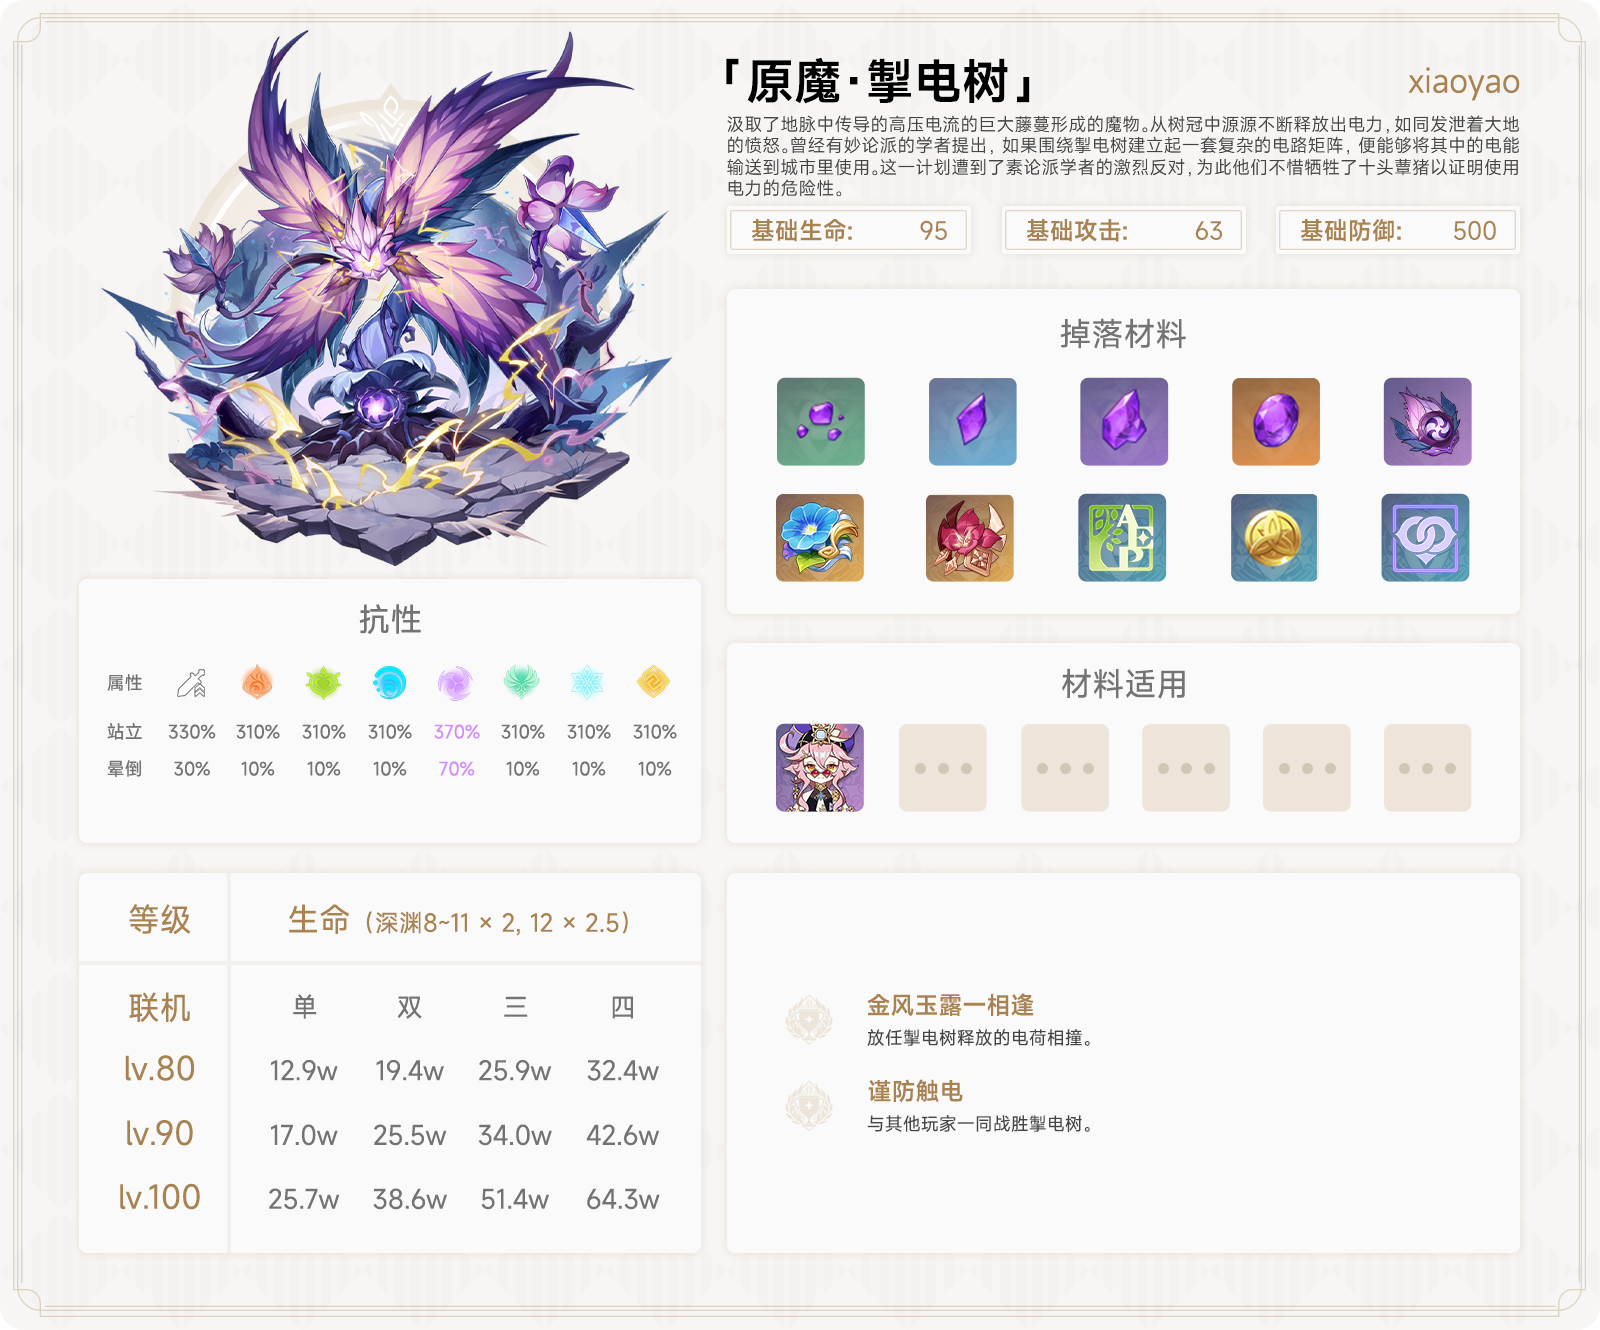 「原魔·掣电树」
xiaoyao
汲取了地脉中传导的高压电流的巨大藤蔓形成的魔物。从树冠中源源不断释放出电力，如同发泄着大地
的愤怒。曾经有妙论派的学者提出，如果围绕掣电树建立起一套复杂的电路矩阵，便能够将其中的电能
输送到城市里使用。这一计划遭到了素论派学者的激烈反对，为此他们不惜牺牲了十头蕈猪以证明使用
电力的危险性。
基础生命: 95
基础攻击: 63
基础防御: 500
掉落材料
抗性
属性
站立 330% 310% 310% 310% 370% 310% 310% 310%
晕倒 30% 10% 10% 10% 70% 10% 10% 10%
材料适用
等级 生命（深渊8~11 × 2, 12 × 2.5）
联机 单 双 三 四
lv.80 12.9w 19.4w 25.9w 32.4w
lv.90 17.0w 25.5w 34.0w 42.6w
lv.100 25.7w 38.6w 51.4w 64.3w
金风玉露一相逢
放任掣电树释放的电荷相撞。
谨防触电
与其他玩家一同战胜掣电树。